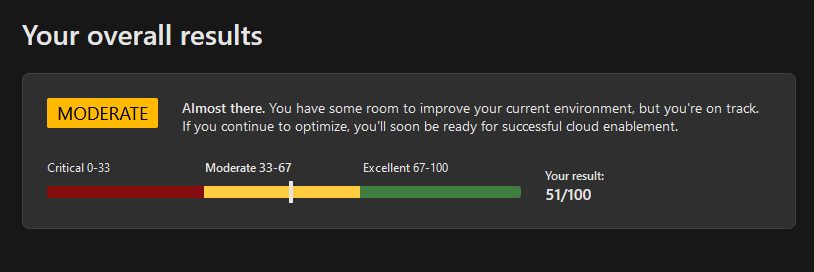 Your overall results
MODERATE
Almost there. You have some room to improve your current environment, but you're on track.
If you continue to optimize, you'll soon be ready for successful cloud enablement.
Critical 0-33
Moderate 33-67
Excellent 67-100
Your result:
51/100